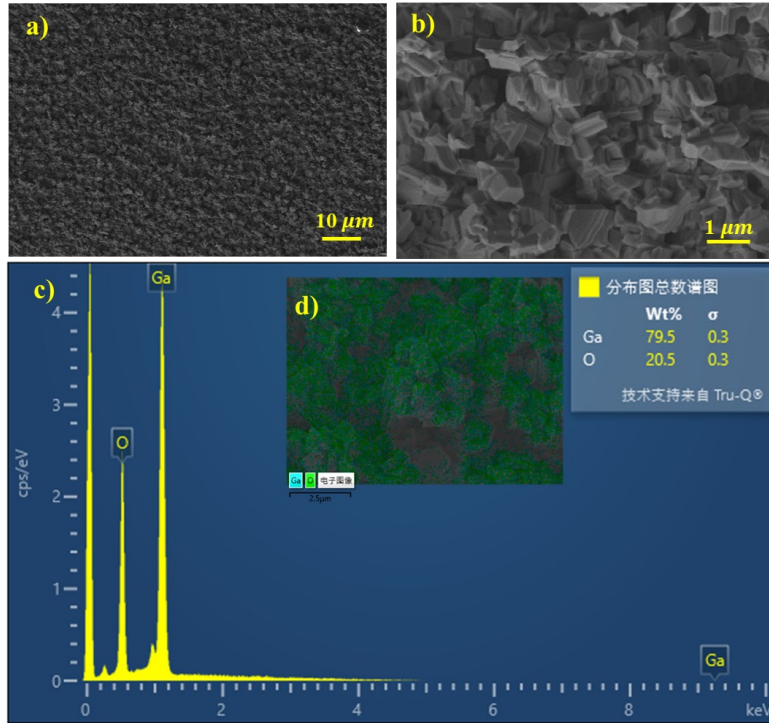 a)
10 μm
b)
1 μm
c)
Ga
4
3
2
1
0
cps/eV
O
d)
Ga O 电子图像
2.5μm
分布图总数谱图
Wt% σ
Ga 79.5 0.3
O 20.5 0.3
技术支持来自 Tru-Q®
Ga
0 2 4 6 8 keV